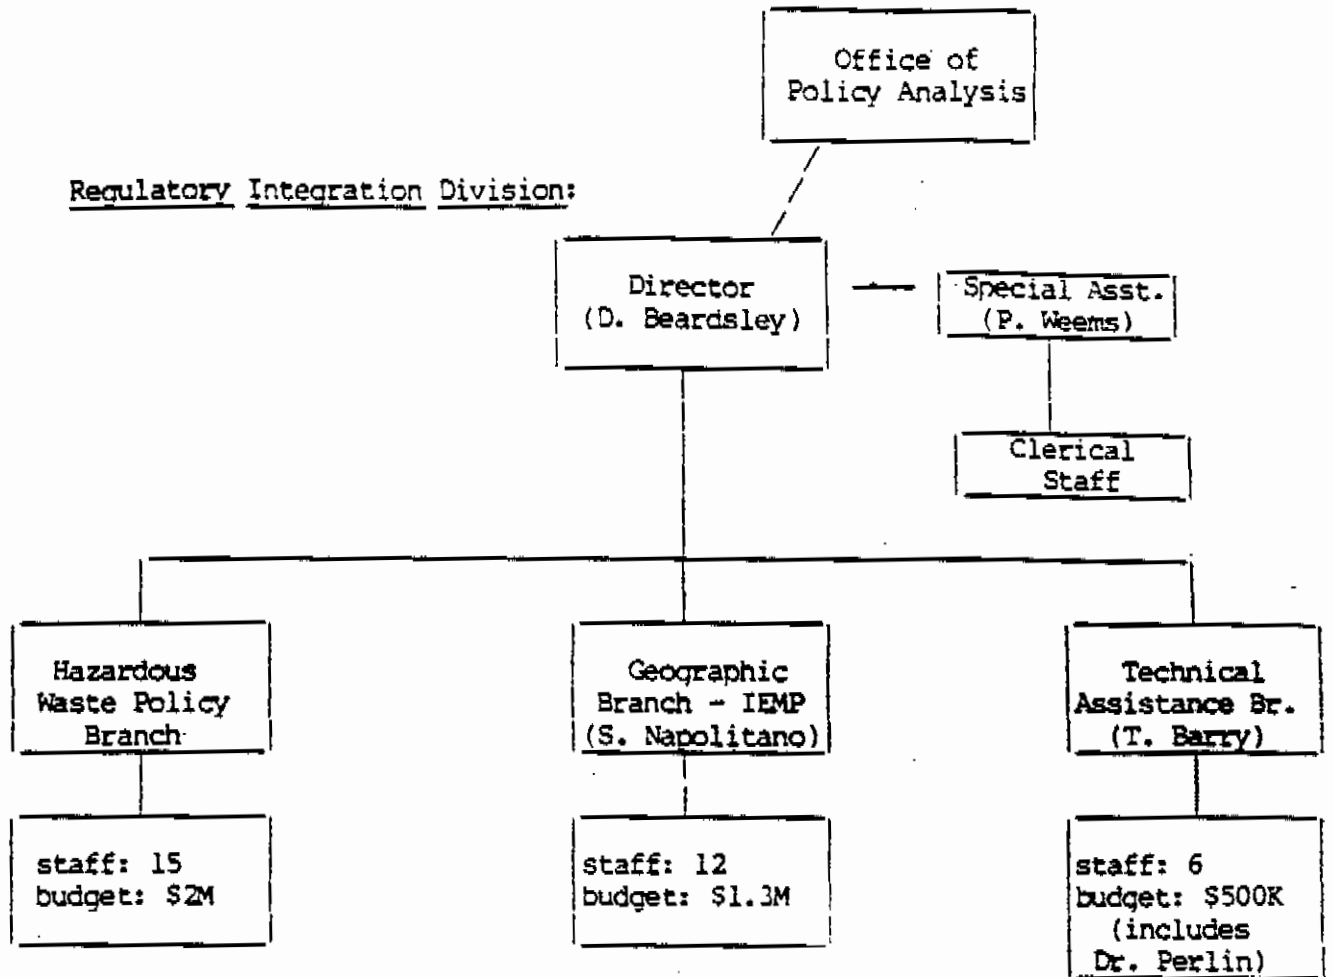 Office of
Policy Analysis
Regulatory Integration Division:
Director
(D. Beardsley)
Special Asst.
(P. Weems)
Clerical
Staff
Hazardous
Waste Policy
Branch
Geographic
Branch - IEMP
(S. Napolitano)
Technical
Assistance Br.
(T. Barry)
staff: 15
budget: $2M
staff: 12
budget: $1.3M
staff: 6
budget: $500K
(includes
Dr. Perlin)